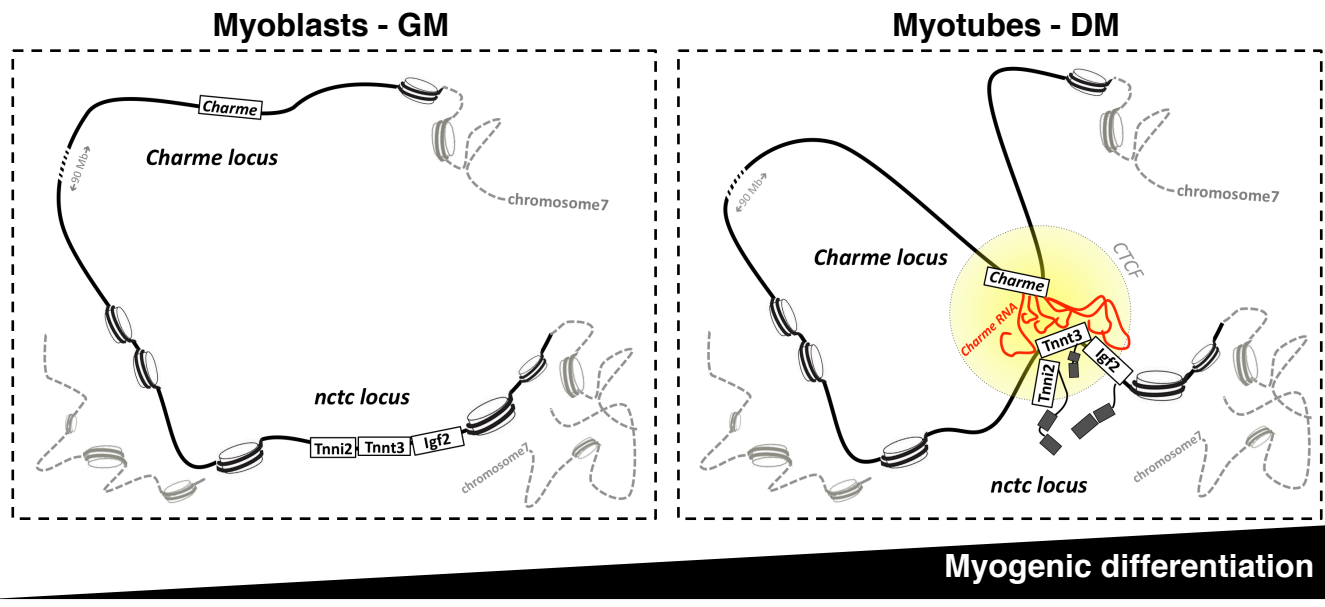 Myoblasts - GM
Charme
Charme locus
90 Mb
chromosome7
nctc locus
Tnni2
Tnnt3
Igf2
chromosome7
Myotubes - DM
90 Mb
chromosome7
Charme locus
CTCF
Charme
Charme RNA
Tnnt3
Igf2
Tnni2
nctc locus
chromosome7
Myogenic differentiation